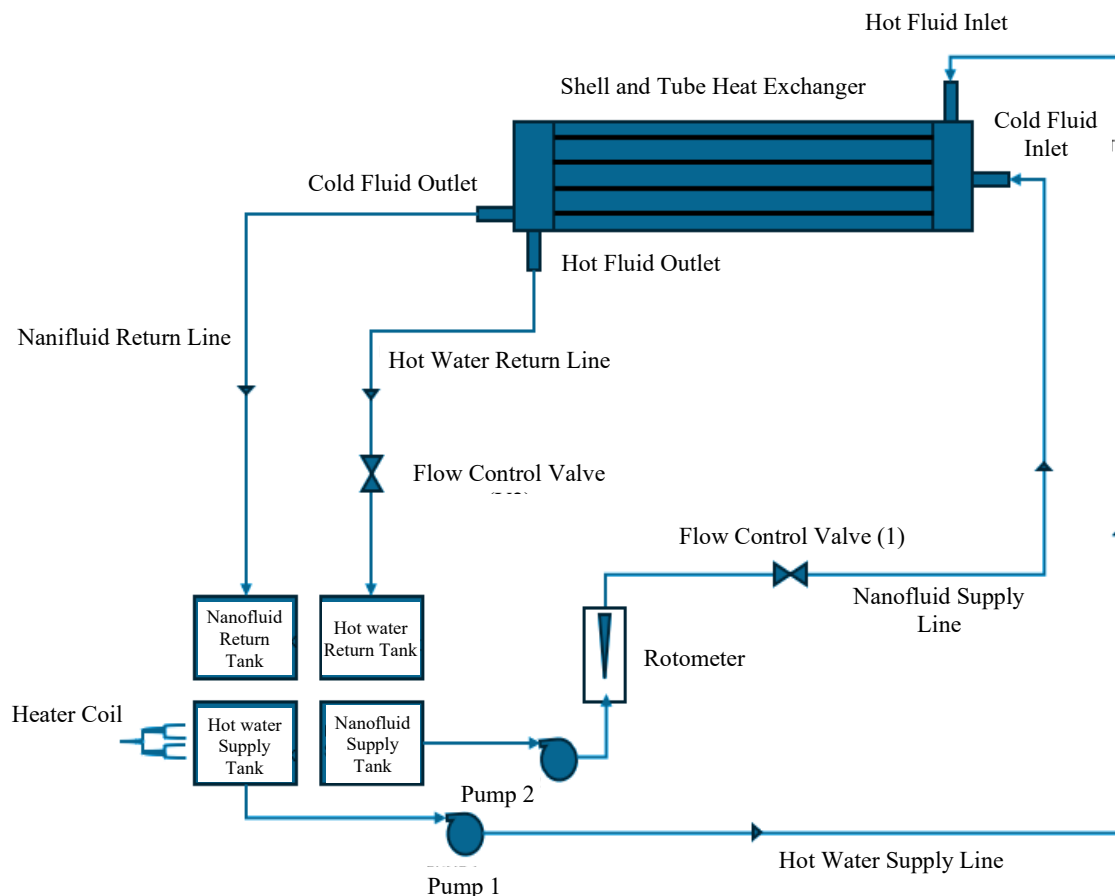 Hot Fluid Inlet
Shell and Tube Heat Exchanger
Cold Fluid
Inlet
Cold Fluid Outlet
Hot Fluid Outlet
Nanifluid Return Line
Hot Water Return Line
Flow Control Valve
Flow Control Valve (1)
Nanofluid Supply
Line
Nanofluid
Return
Tank
Hot water
Return Tank
Rotometer
Heater Coil
Hot water
Supply
Tank
Nanofluid
Supply
Tank
Pump 2
Hot Water Supply Line
Pump 1